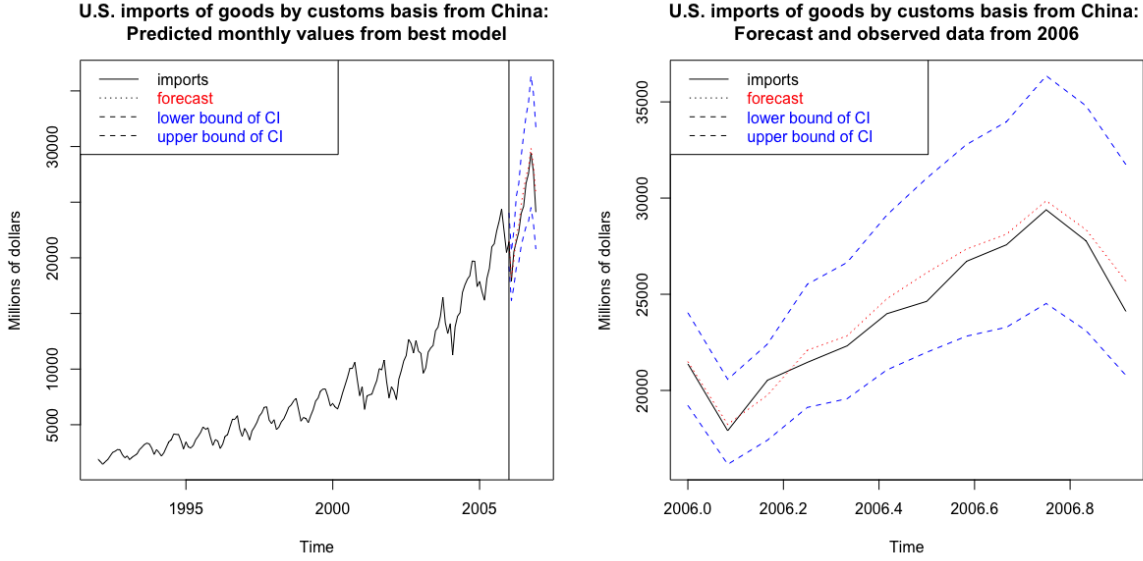 U.S. imports of goods by customs basis from China:
Predicted monthly values from best model
imports
forecast
lower bound of CI
upper bound of CI
30000
20000
10000
5000
Millions of dollars
1995
2000
2005
Time
U.S. imports of goods by customs basis from China:
Forecast and observed data from 2006
imports
forecast
lower bound of CI
upper bound of CI
35000
30000
25000
20000
Millions of dollars
2006.0
2006.2
2006.4
2006.6
2006.8
Time